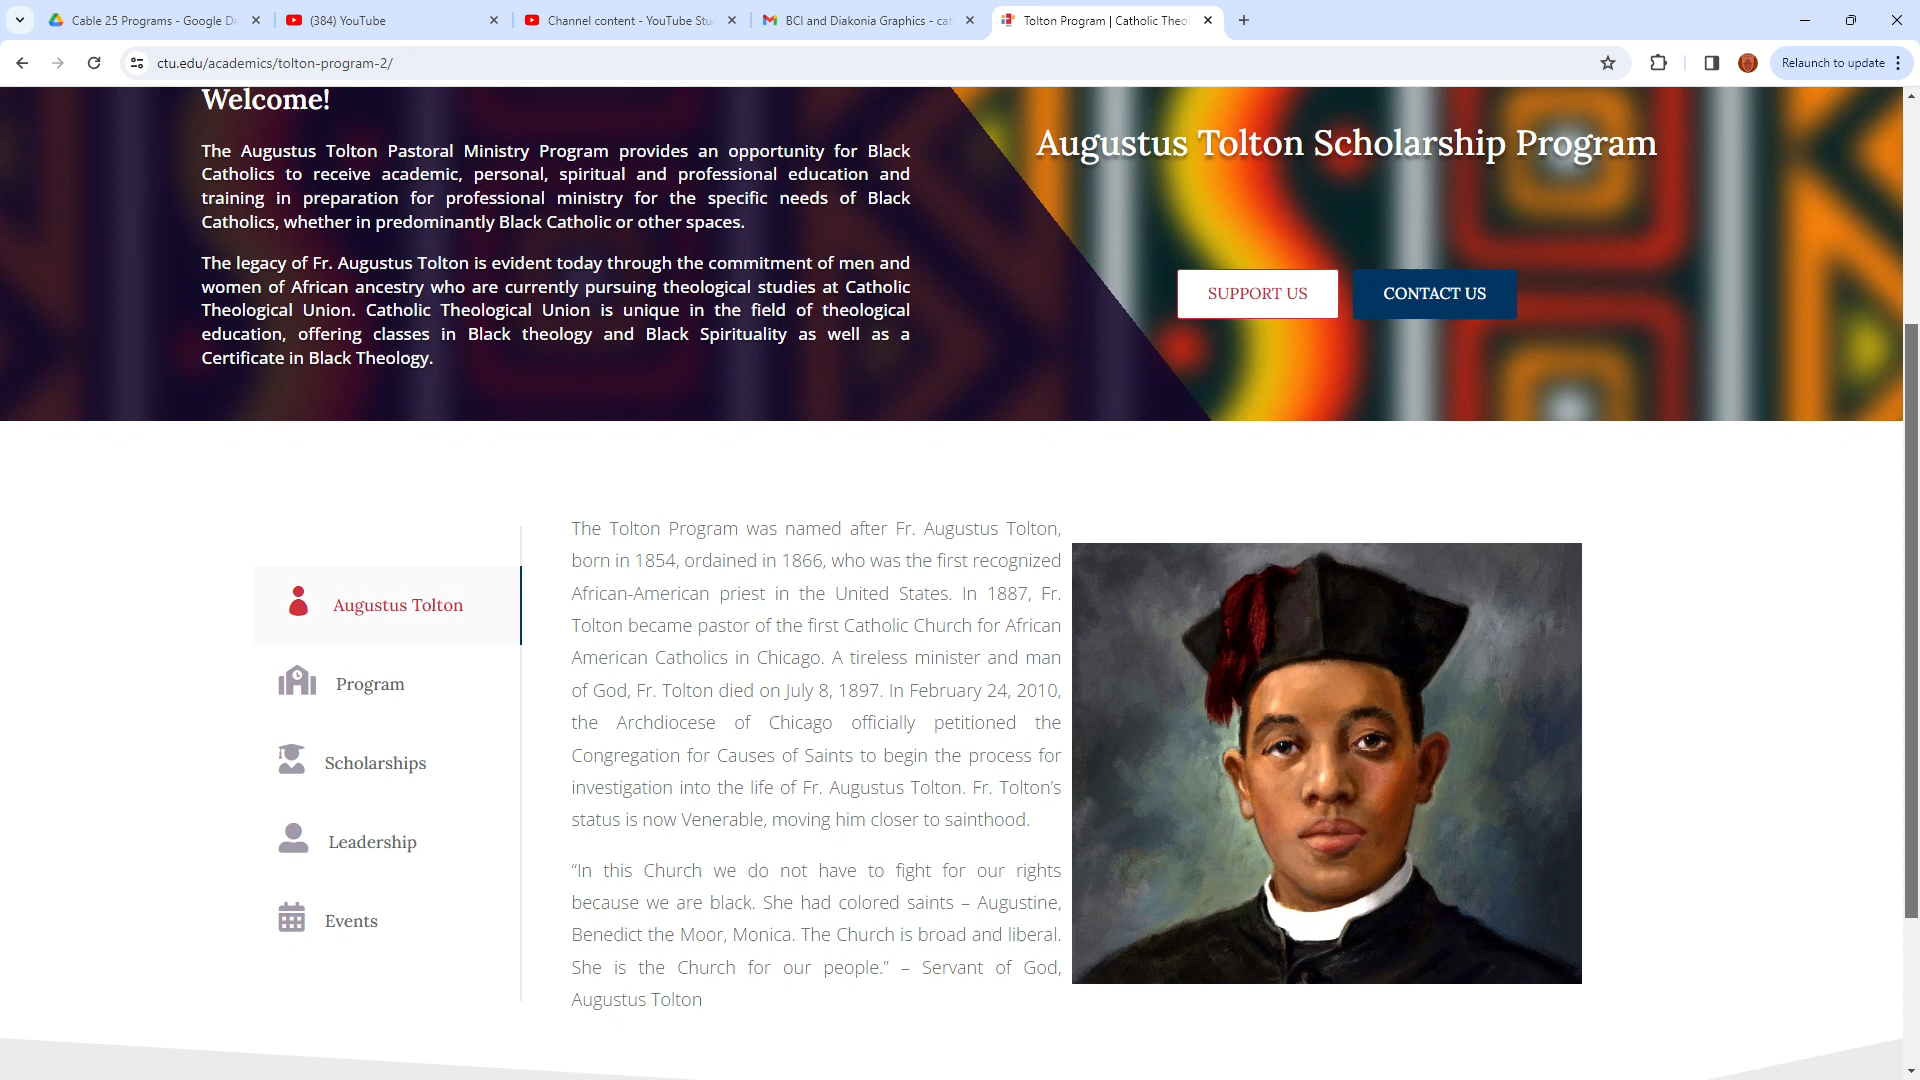 Cable 25 Programs - Google Dr
(384) YouTube
Channel content - YouTube Stu
BCI and Diakonia Graphics - cat
Tolton Program | Catholic Theol
ctu.edu/academics/tolton-program-2/
Relaunch to update
Welcome!
The Augustus Tolton Pastoral Ministry Program provides an opportunity for Black
Catholics to receive academic, personal, spiritual and professional education and
training in preparation for professional ministry for the specific needs of Black
Catholics, whether in predominantly Black Catholic or other spaces.
The legacy of Fr. Augustus Tolton is evident today through the commitment of men and
women of African ancestry who are currently pursuing theological studies at Catholic
Theological Union. Catholic Theological Union is unique in the field of theological
education, offering classes in Black theology and Black Spirituality as well as a
Certificate in Black Theology.
Augustus Tolton Scholarship Program
SUPPORT US
CONTACT US
Augustus Tolton
Program
Scholarships
Leadership
Events
The Tolton Program was named after Fr. Augustus Tolton,
born in 1854, ordained in 1866, who was the first recognized
African-American priest in the United States. In 1887, Fr.
Tolton became pastor of the first Catholic Church for African
American Catholics in Chicago. A tireless minister and man
of God, Fr. Tolton died on July 8, 1897. In February 24, 2010,
the Archdiocese of Chicago officially petitioned the
Congregation for Causes of Saints to begin the process for
investigation into the life of Fr. Augustus Tolton. Fr. Tolton’s
status is now Venerable, moving him closer to sainthood.
“In this Church we do not have to fight for our rights
because we are black. She had colored saints – Augustine,
Benedict the Moor, Monica. The Church is broad and liberal.
She is the Church for our people.” – Servant of God,
Augustus Tolton